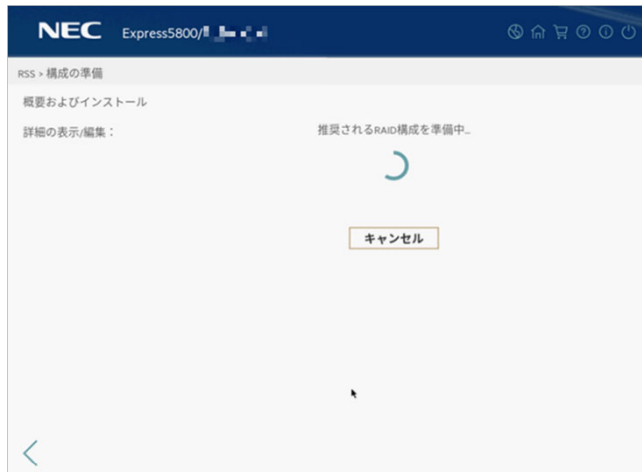 NEC Express5800/
RSS > 構成の準備
概要およびインストール
詳細の表示/編集：
推奨されるRAID構成を準備中...
キャンセル